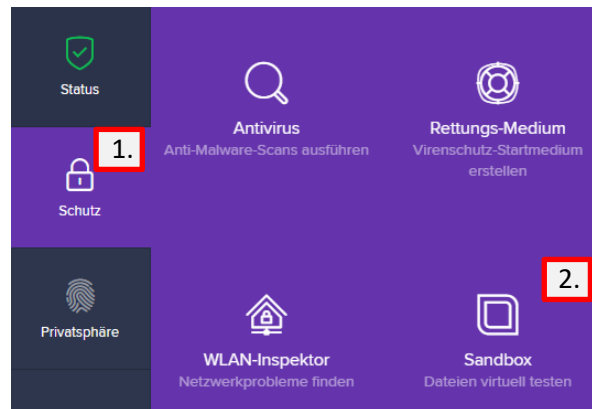 Status
1.
Schutz
Privatsphäre
Antivirus
Anti-Malware-Scans ausführen
Rettungs-Medium
Virenschutz-Startmedium
erstellen
WLAN-Inspektor
Netzwerkprobleme finden
2.
Sandbox
Dateien virtuell testen